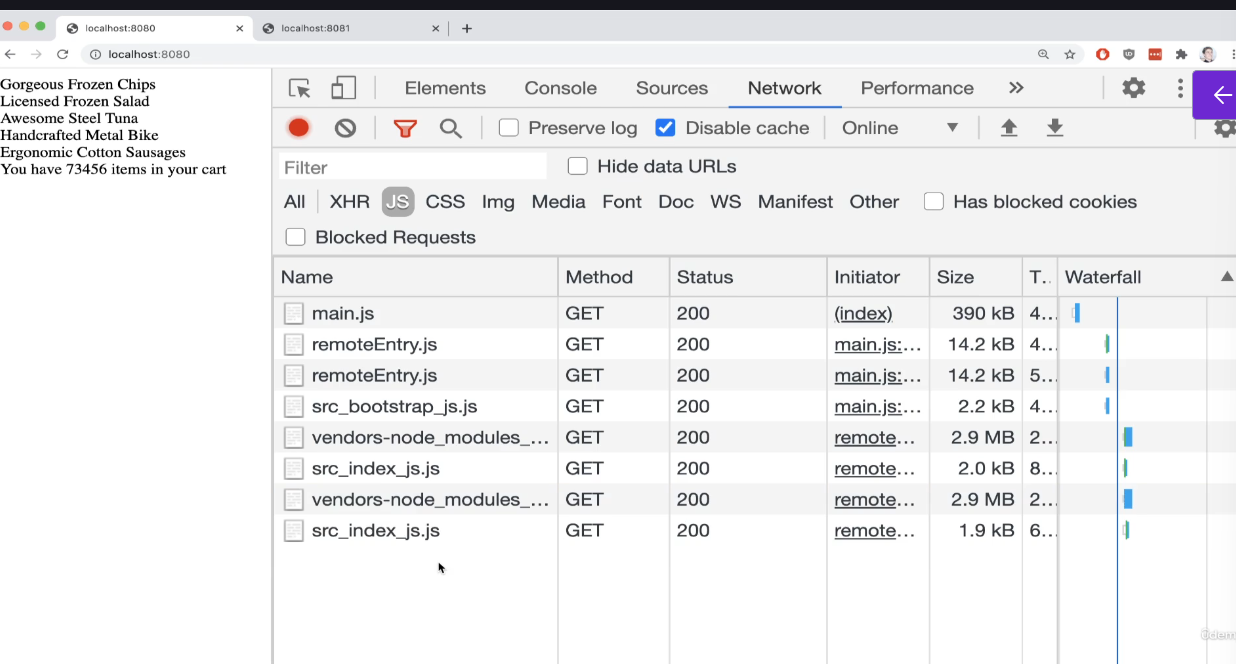 localhost:8080
localhost:8081
localhost:8080
Gorgeous Frozen Chips
Licensed Frozen Salad
Awesome Steel Tuna
Handcrafted Metal Bike
Ergonomic Cotton Sausages
You have 73456 items in your cart
Elements Console Sources Network Performance
Preserve log Disable cache Online
Filter Hide data URLs
All XHR JS CSS Img Media Font Doc WS Manifest Other Has blocked cookies
Blocked Requests
Name Method Status Initiator Size T.. Waterfall
main.js GET 200 (index) 390 kB 4...
remoteEntry.js GET 200 main.js:... 14.2 kB 4...
remoteEntry.js GET 200 main.js:... 14.2 kB 5...
src_bootstrap_js.js GET 200 main.js:... 2.2 kB 4...
vendors-node_modules_... GET 200 remote... 2.9 MB 2...
src_index_js.js GET 200 remote... 2.0 kB 8...
vendors-node_modules_... GET 200 remote... 2.9 MB 2...
src_index_js.js GET 200 remote... 1.9 kB 6...